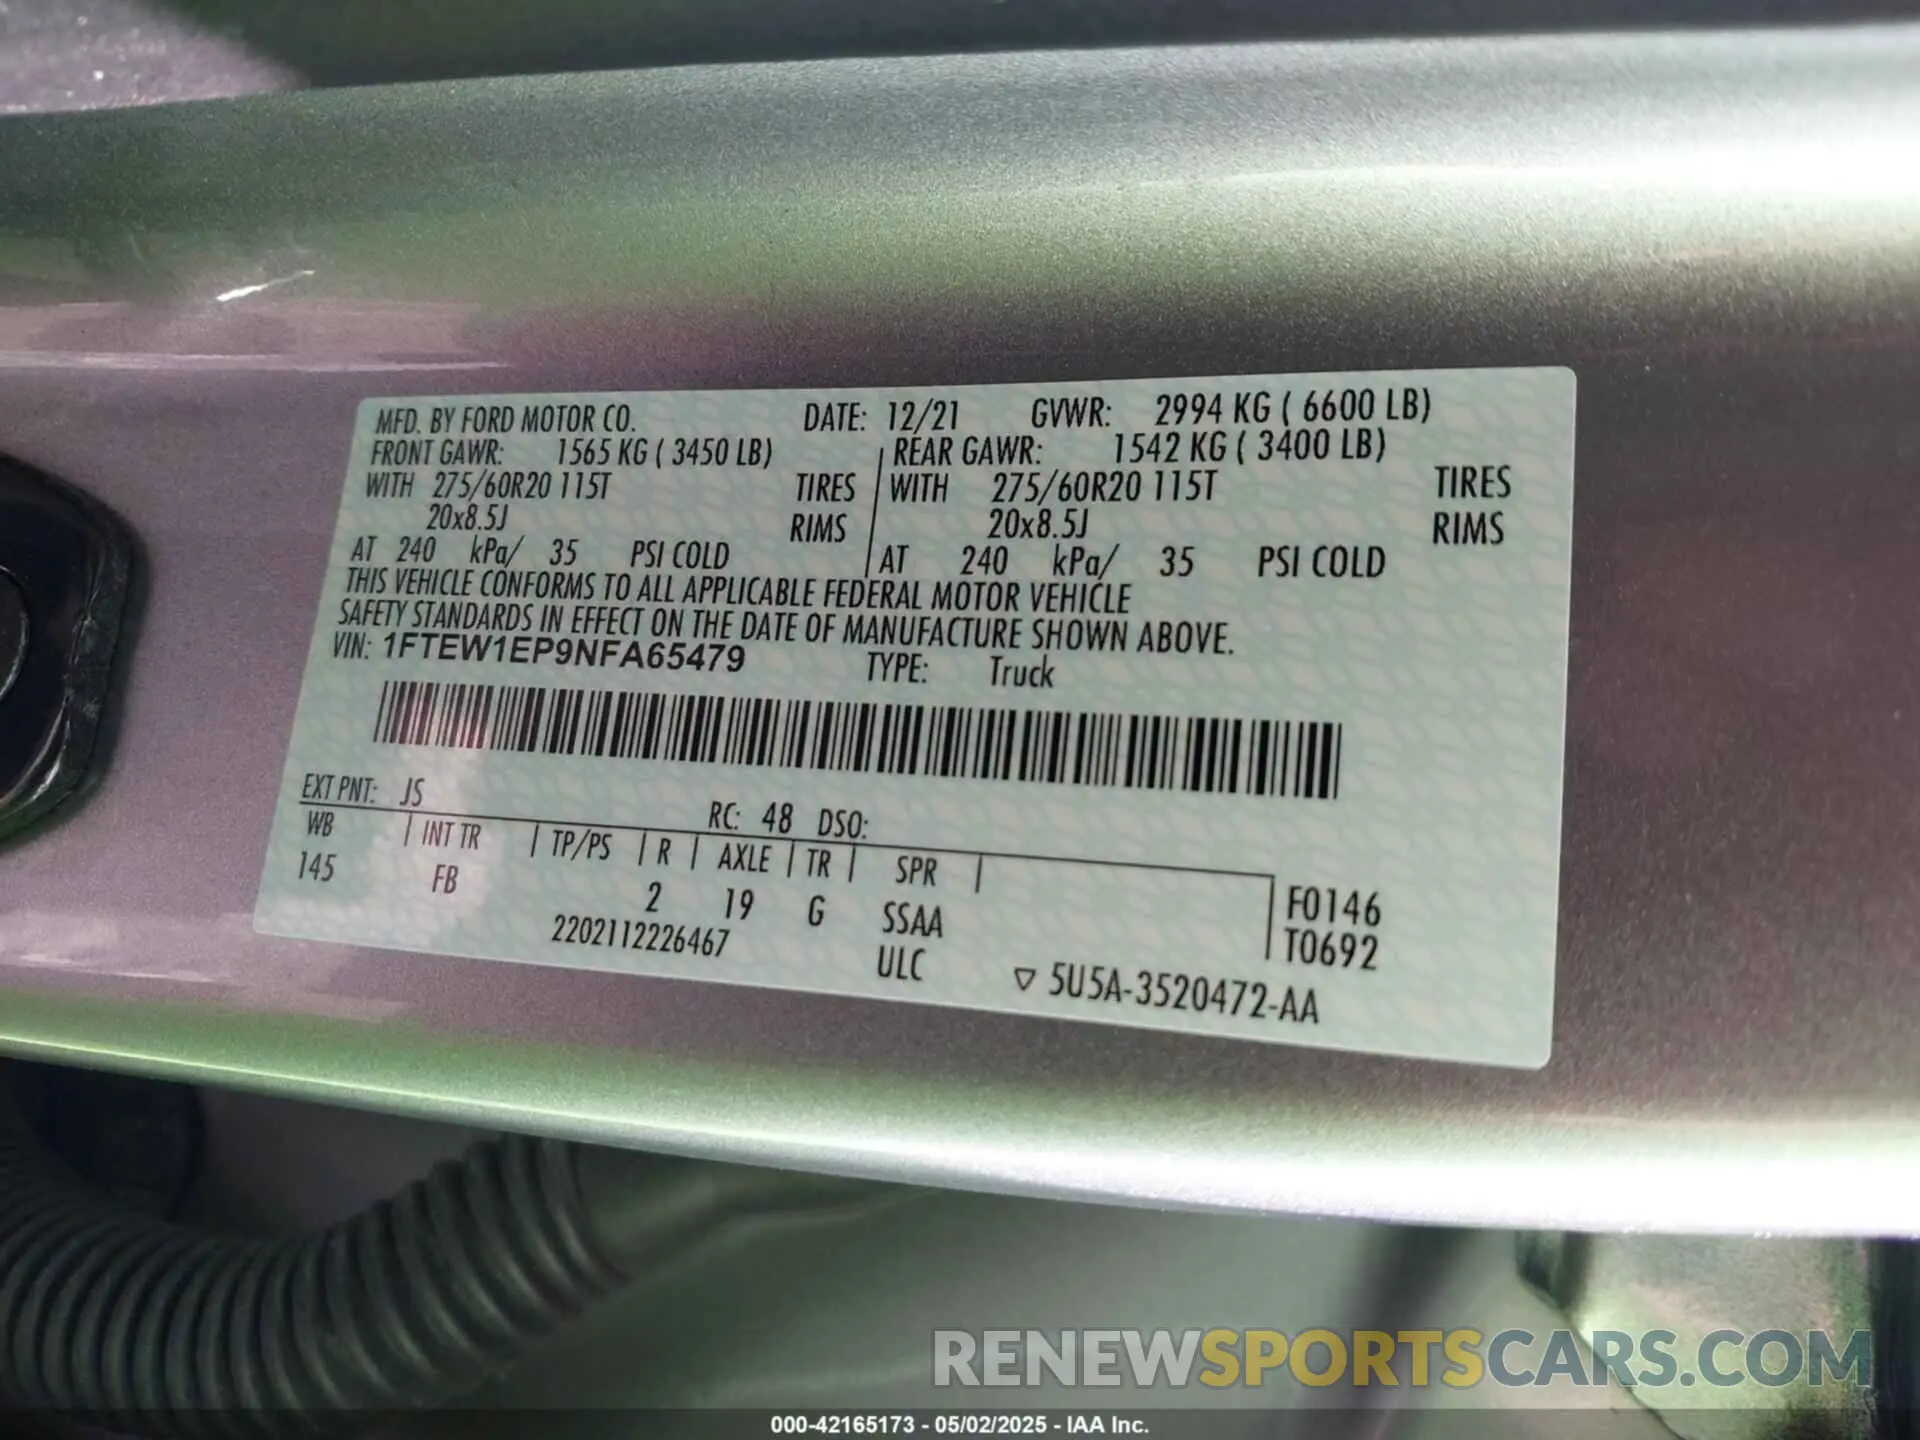 MFD. BY FORD MOTOR CO. DATE: 12/21 GVWR: 2994 KG ( 6600 LB)
FRONT GAWR: 1565 KG ( 3450 LB) REAR GAWR: 1542 KG ( 3400 LB)
WITH 275/60R20 115T TIRES WITH 275/60R20 115T TIRES
20x8.5J RIMS 20x8.5J RIMS
AT 240 kPa/ 35 PSI COLD AT 240 kPa/ 35 PSI COLD
THIS VEHICLE CONFORMS TO ALL APPLICABLE FEDERAL MOTOR VEHICLE
SAFETY STANDARDS IN EFFECT ON THE DATE OF MANUFACTURE SHOWN ABOVE.
VIN: 1FTEW1EP9NFA65479 TYPE: Truck
EXT PNT: JS RC: 48 DSO:
WB INT TR TP/PS R AXLE TR SPR
145 FB 2 19 G SSAA F0146
2202112226467 ULC T0692
▽ 5U5A-3520472-AA
RENEWSPORTSCARS.COM
000-42165173 - 05/02/2025 - IAA Inc.